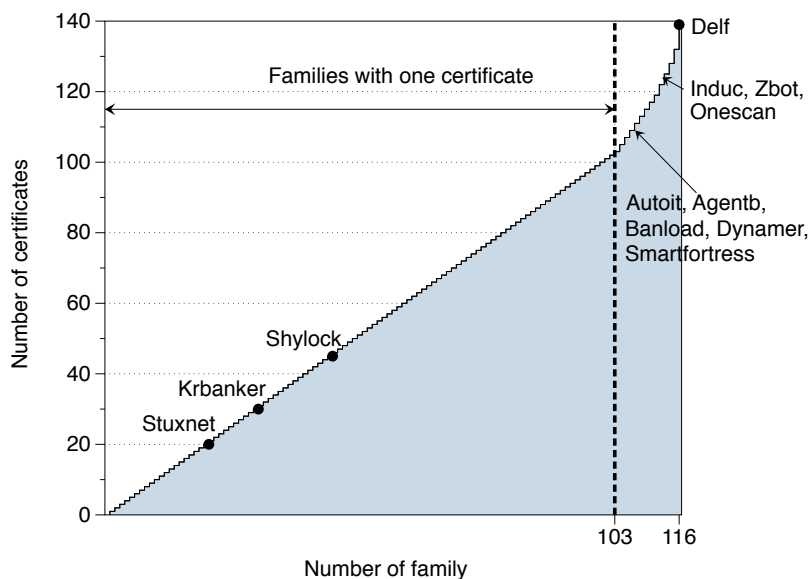 140
Delf
Families with one certificate
120
Induc, Zbot,
Onescan
100
Autoit, Agentb,
Banload, Dynamer,
Smartfortress
80
60
Shylock
40
Krbanker
Stuxnet
20
0
103 116
Number of certificates
Number of family